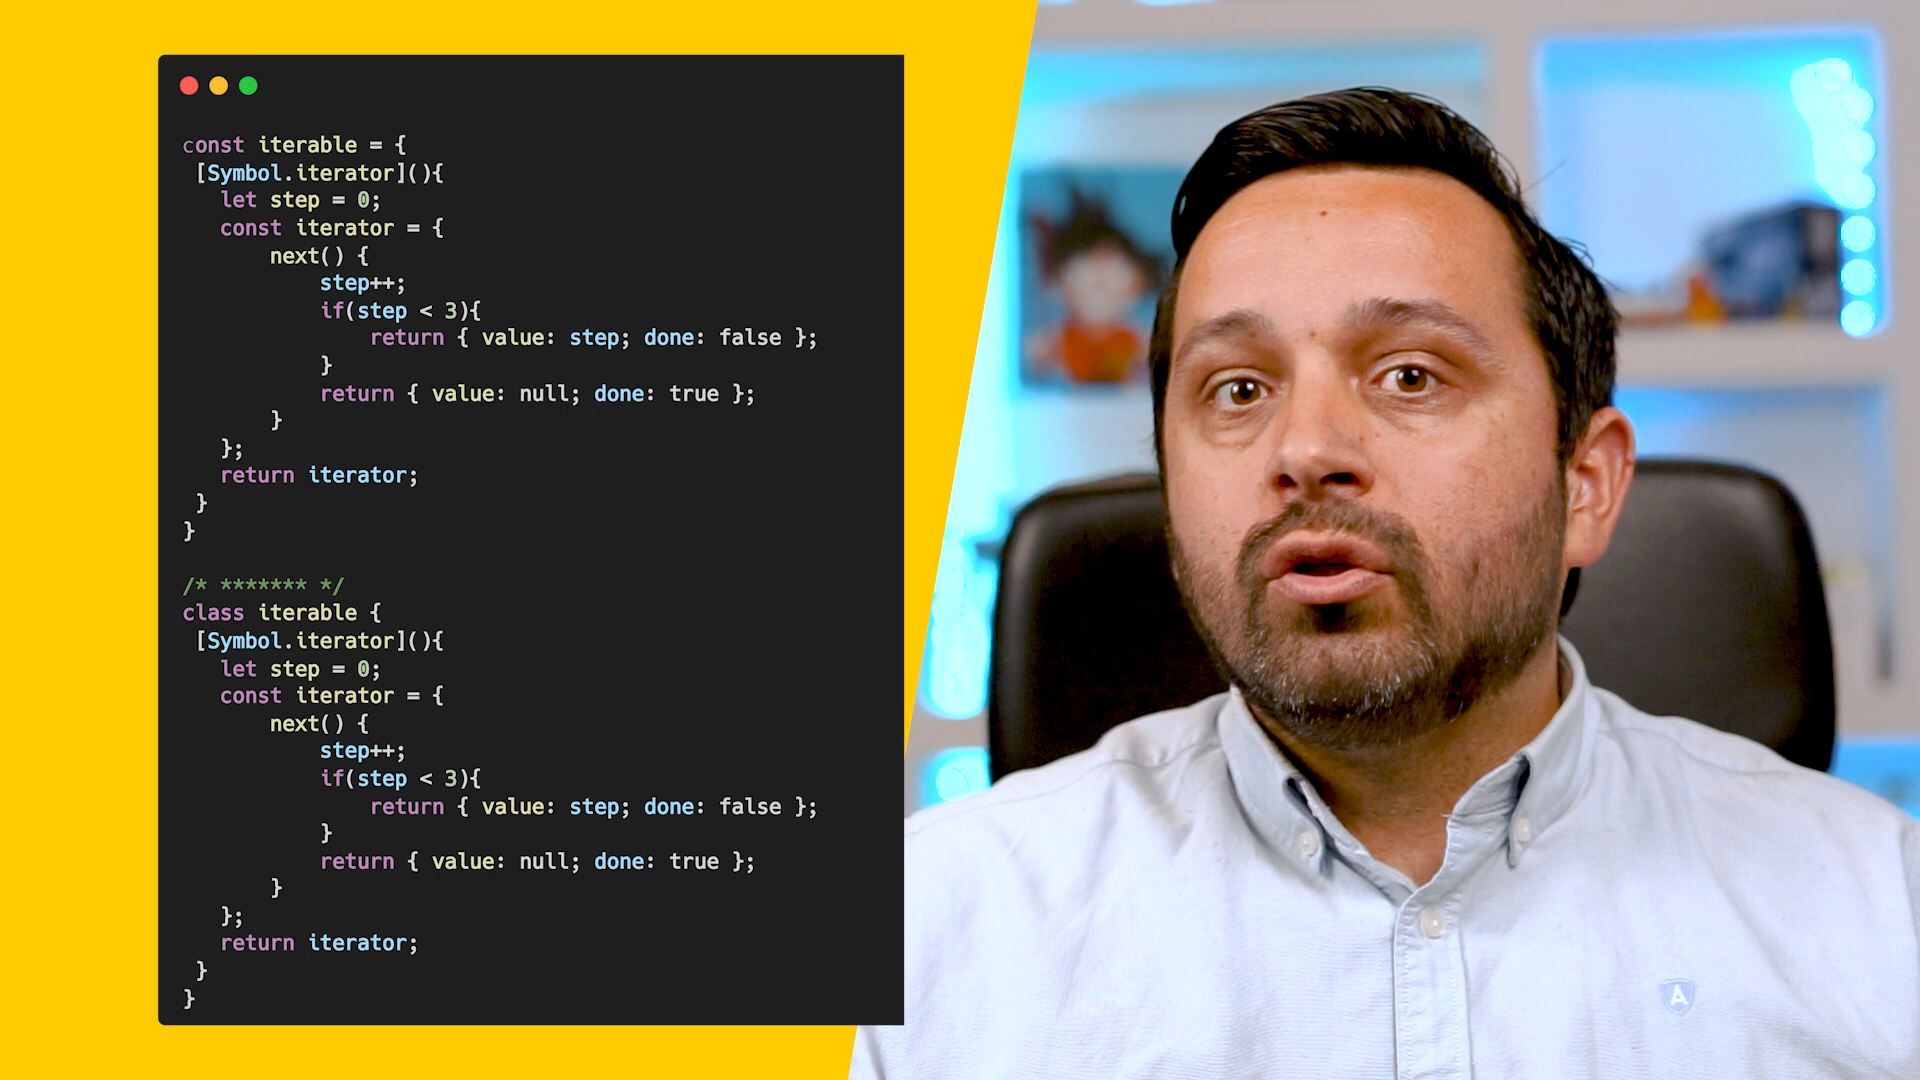 const iterable = {
[Symbol.iterator](){
let step = 0;
const iterator = {
next() {
step++;
if(step < 3){
return { value: step; done: false };
}
return { value: null; done: true };
}
};
return iterator;
}
}
/* ******* */
class iterable {
[Symbol.iterator](){
let step = 0;
const iterator = {
next() {
step++;
if(step < 3){
return { value: step; done: false };
}
return { value: null; done: true };
}
};
return iterator;
}
}
A